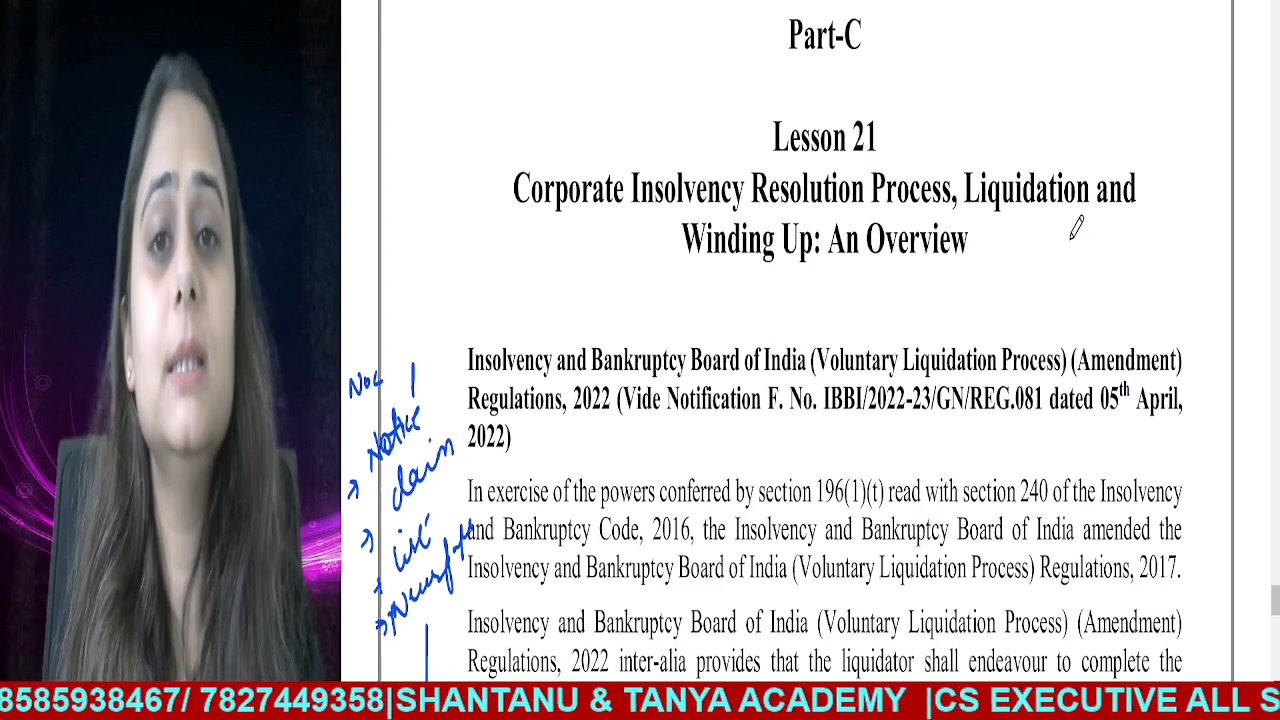 Part-C
Lesson 21
Corporate Insolvency Resolution Process, Liquidation and
Winding Up: An Overview
Insolvency and Bankruptcy Board of India (Voluntary Liquidation Process) (Amendment)
Regulations, 2022 (Vide Notification F. No. IBBI/2022-23/GN/REG.081 dated 05th April,
2022)
In exercise of the powers conferred by section 196(1)(t) read with section 240 of the Insolvency
and Bankruptcy Code, 2016, the Insolvency and Bankruptcy Board of India amended the
Insolvency and Bankruptcy Board of India (Voluntary Liquidation Process) Regulations, 2017.
Insolvency and Bankruptcy Board of India (Voluntary Liquidation Process) (Amendment)
Regulations, 2022 inter-alia provides that the liquidator shall endeavour to complete the
Notice
claim
list
8585938467/ 7827449358|SHANTANU & TANYA ACADEMY |CS EXECUTIVE ALL S